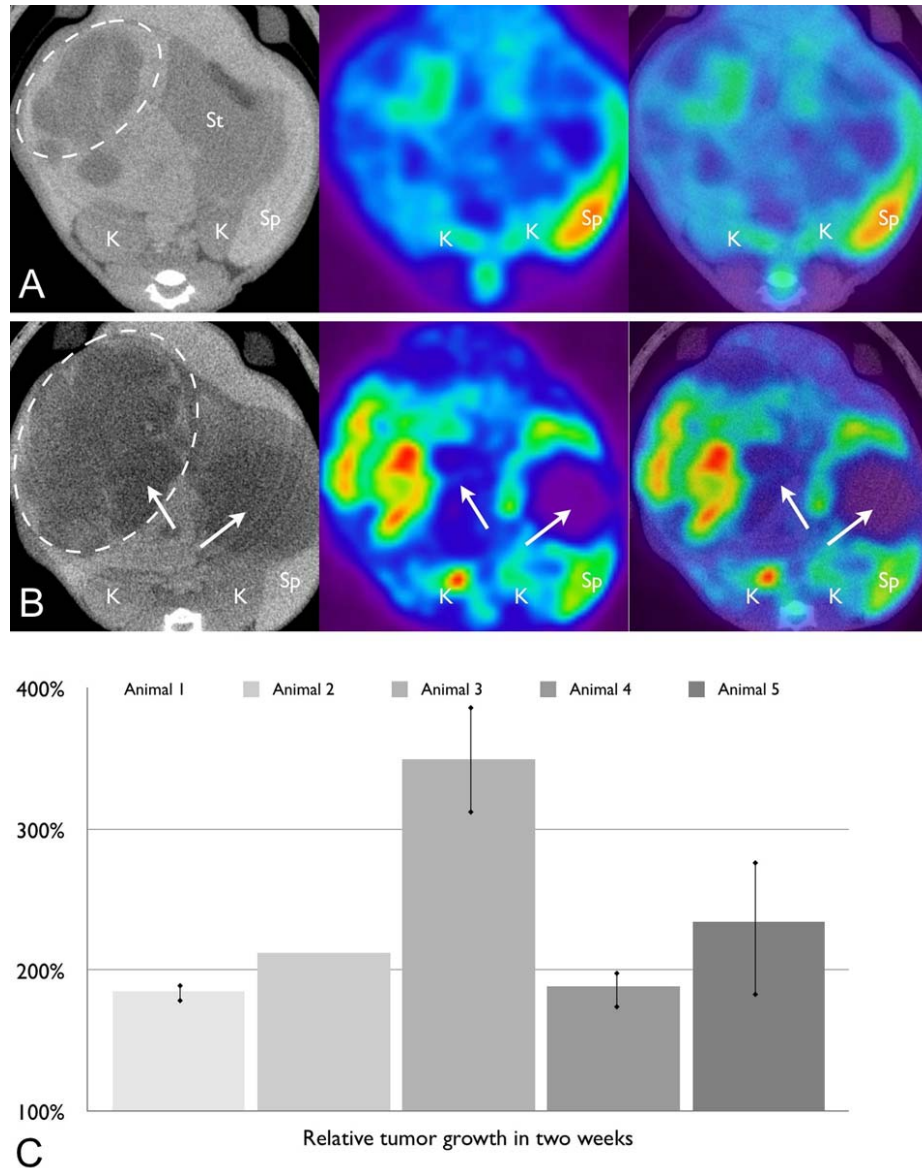 St
K K Sp
K K Sp
K K Sp
A
K K Sp
K K Sp
K K Sp
B
400% Animal 1 Animal 2 Animal 3 Animal 4 Animal 5
300%
200%
100%
Relative tumor growth in two weeks
C